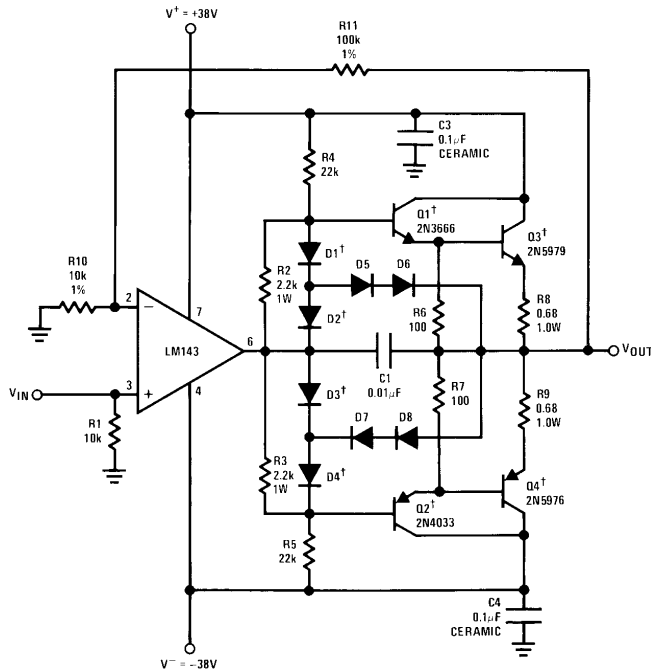 V⁺ = +38V
R11
100k
1%
C3
0.1μF
CERAMIC
R4
22k
Q1†
2N3666
Q3†
2N5979
D1†
D5
D6
R10
10k
1%
R2
2.2k
1W
R6
100
R8
0.68
1.0W
2
7
D2†
LM143
6
VOUT
VIN
3
4
C1
0.01μF
R7
100
R9
0.68
1.0W
R1
10k
D3†
D7
D8
R3
2.2k
1W
D4†
Q2†
2N4033
Q4†
2N5976
R5
22k
C4
0.1μF
CERAMIC
V⁻ = −38V